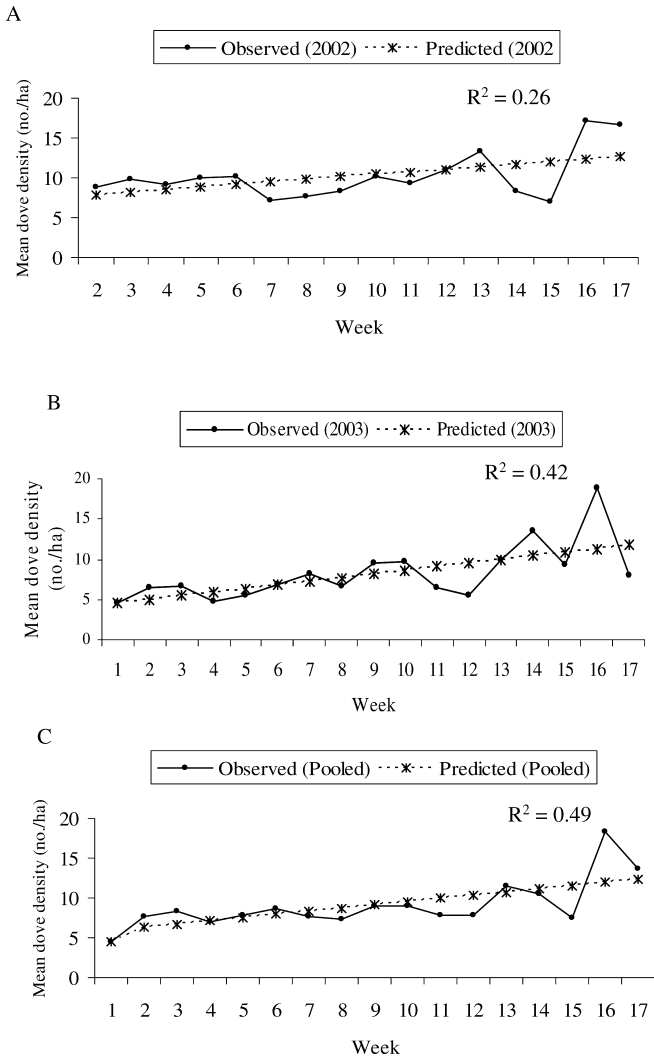 A
Observed (2002) Predicted (2002
R² = 0.26
Mean dove density (no./ha)
20
15
10
5
0
2 3 4 5 6 7 8 9 10 11 12 13 14 15 16 17
Week
B
Observed (2003) Predicted (2003)
R² = 0.42
Mean dove density
(no./ha)
20
15
10
5
0
1 2 3 4 5 6 7 8 9 10 11 12 13 14 15 16 17
Week
C
Observed (Pooled) Predicted (Pooled)
R² = 0.49
Mean dove density (no./ha)
20
15
10
5
0
1 2 3 4 5 6 7 8 9 10 11 12 13 14 15 16 17
Week